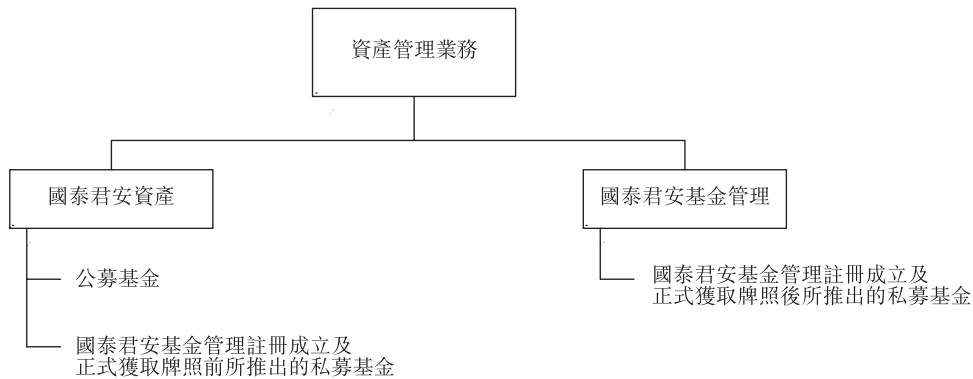 資產管理業務
國泰君安資產
國泰君安基金管理
公募基金
國泰君安基金管理註冊成立及
正式獲取牌照前所推出的私募基金
國泰君安基金管理註冊成立及
正式獲取牌照後所推出的私募基金